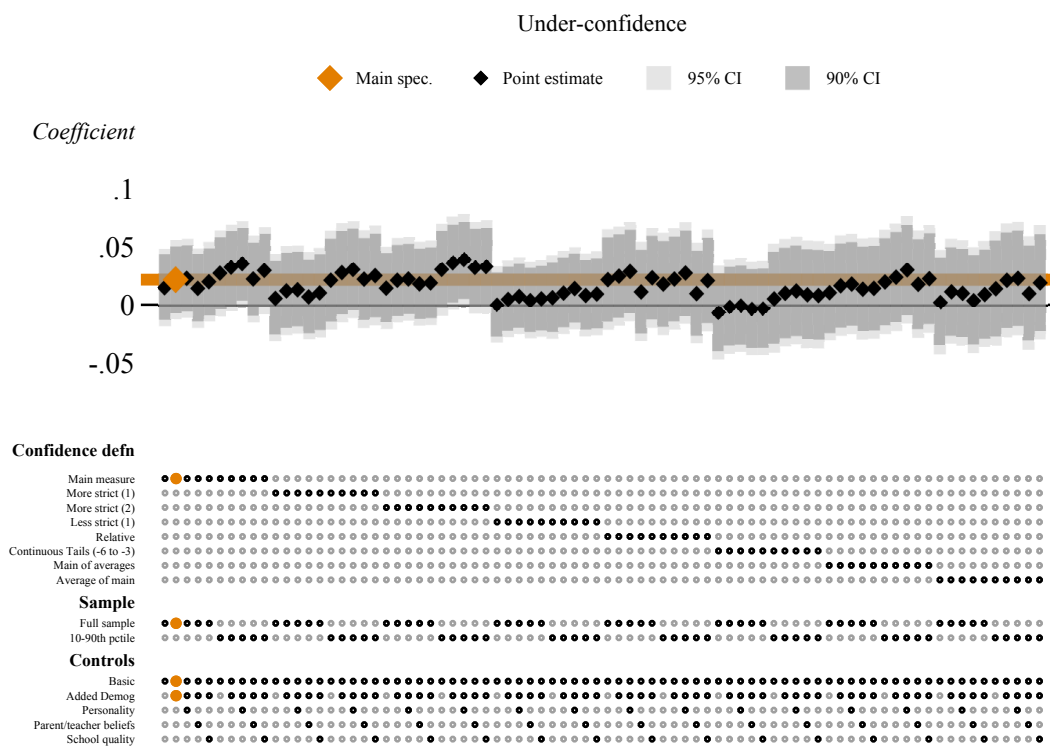 Under-confidence
Main spec. Point estimate 95% CI 90% CI
Coefficient
.1
.05
0
-.05
Confidence defn
Main measure
More strict (1)
More strict (2)
Less strict (1)
Relative
Continuous Tails (-6 to -3)
Main of averages
Average of main
Sample
Full sample
10-90th pctile
Controls
Basic
Added Demog
Personality
Parent/teacher beliefs
School quality